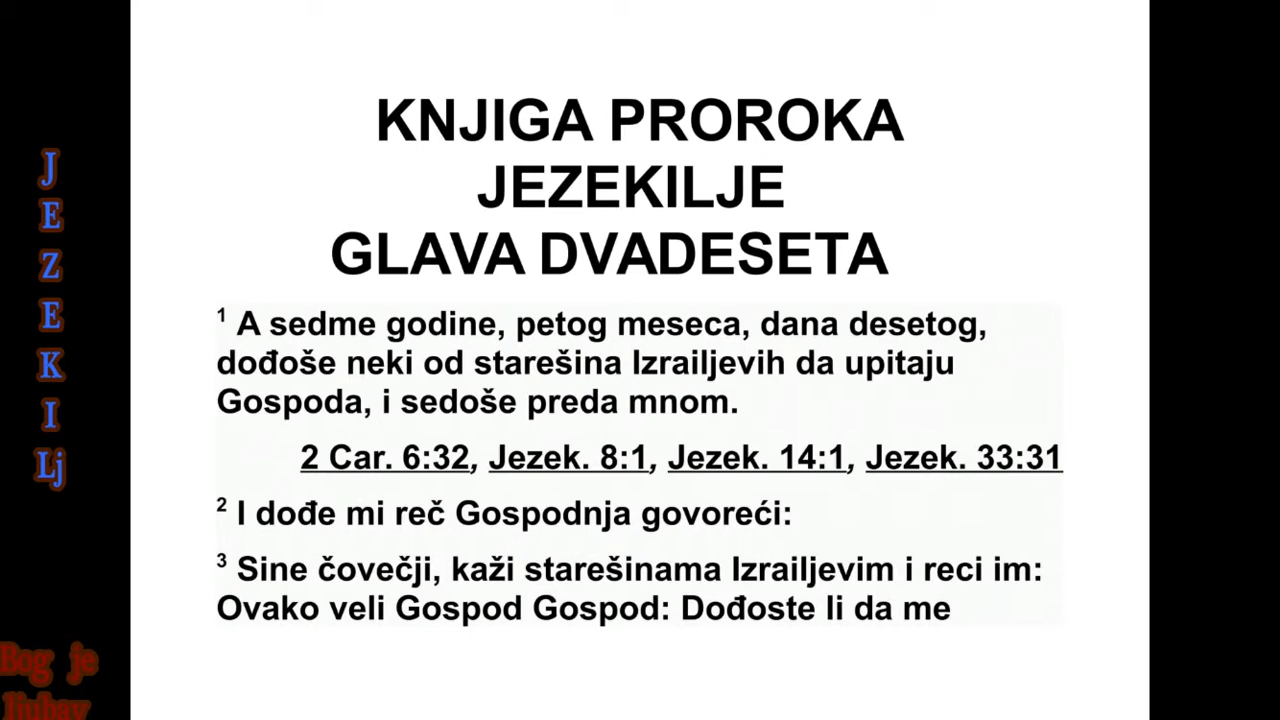 KNJIGA PROROKA
JEZEKILJE
GLAVA DVADESETA
1 A sedme godine, petog meseca, dana desetog,
dođoše neki od starešina Izrailjevih da upitaju
Gospoda, i sedoše preda mnom.
2 Car. 6:32, Jezek. 8:1, Jezek. 14:1, Jezek. 33:31
2 I dođe mi reč Gospodnja govoreći:
3 Sine čovečji, kaži starešinama Izrailjevim i reci im:
Ovako veli Gospod Gospod: Dođoste li da me
J
E
Z
E
K
I
Lj
Bog je
ljubav